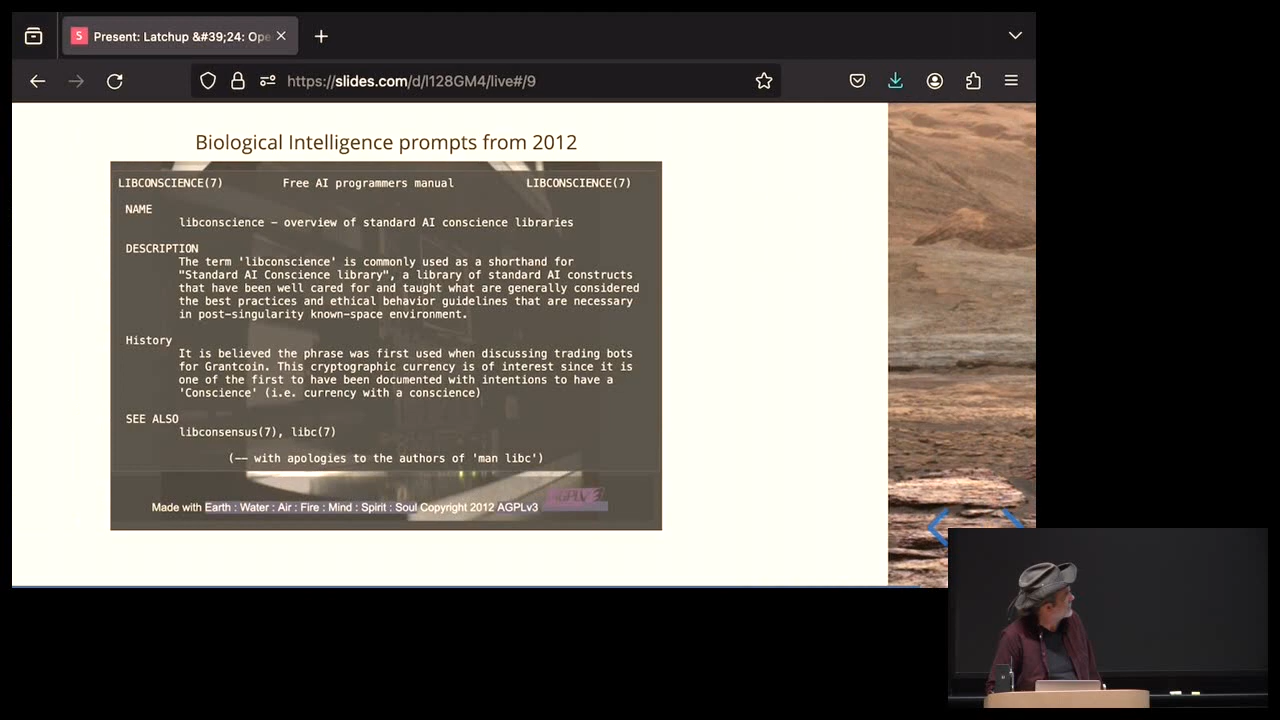 S Present: Latchup &#39;24: Ope
https://slides.com/d/l128GM4/live#/9
Biological Intelligence prompts from 2012
LIBCONSCIENCE(7) Free AI programmers manual LIBCONSCIENCE(7)
NAME
libconscience – overview of standard AI conscience libraries
DESCRIPTION
The term 'libconscience' is commonly used as a shorthand for
"Standard AI Conscience library", a library of standard AI constructs
that have been well cared for and taught what are generally considered
the best practices and ethical behavior guidelines that are necessary
in post-singularity known-space environment.
History
It is believed the phrase was first used when discussing trading bots
for Grantcoin. This cryptographic currency is of interest since it is
one of the first to have been documented with intentions to have a
'Conscience' (i.e. currency with a conscience)
SEE ALSO
libconsensus(7), libc(7)
(-- with apologies to the authors of 'man libc')
AGPLV3
Made with Earth : Water : Air : Fire : Mind : Spirit : Soul Copyright 2012 AGPLv3